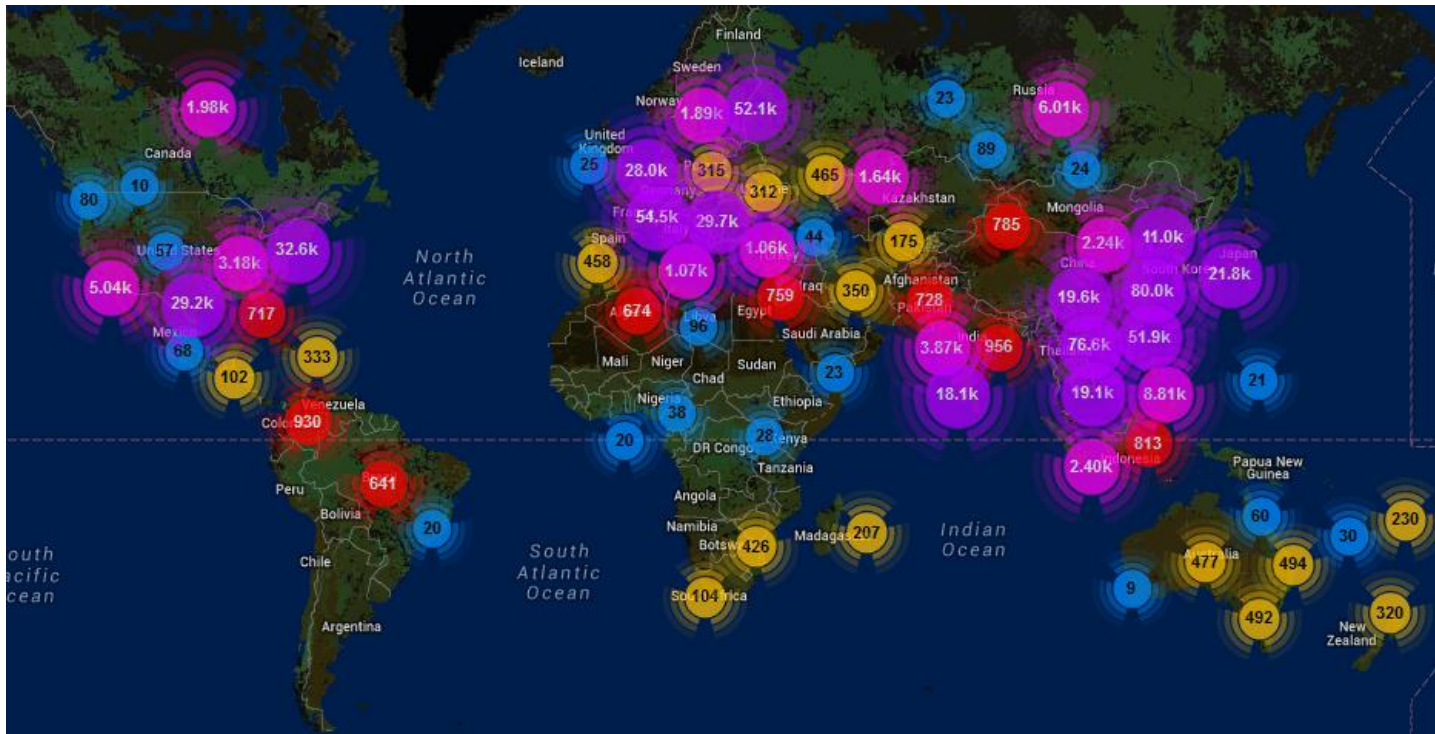 Finland
Iceland
Sweden
Norway
Russia
1.98k
1.89k
52.1k
23
6.01k
United
Kingdom
Canada
25
28.0k
315
312
465
1.64k
89
24
Kazakhstan
80
10
54.5k
29.7k
785
Mongolia
57
United States
3.18k
32.6k
North
Atlantic
Ocean
Spain
458
1.06k
44
175
2.24k
China
11.0k
Japan
21.8k
5.04k
29.2k
717
1.07k
Iraq
Afghanistan
350
728
Pakistan
19.6k
80.0k
South Korea
Mexico
68
674
Libya
96
759
Egypt
Saudi Arabia
3.87k
956
76.6k
51.9k
102
333
Mali
Niger
Chad
Sudan
23
21
Venezuela
930
Nigeria
38
Ethiopia
18.1k
19.1k
8.81k
20
28
Kenya
DR Congo
Tanzania
813
Indonesia
2.40k
Papua New
Guinea
Peru
641
Bolivia
20
Angola
Namibia
426
Madagascar
207
Indian
Ocean
60
230
30
South
Atlantic
Ocean
Chile
Australia
477
494
9
104
492
320
New
Zealand
Argentina